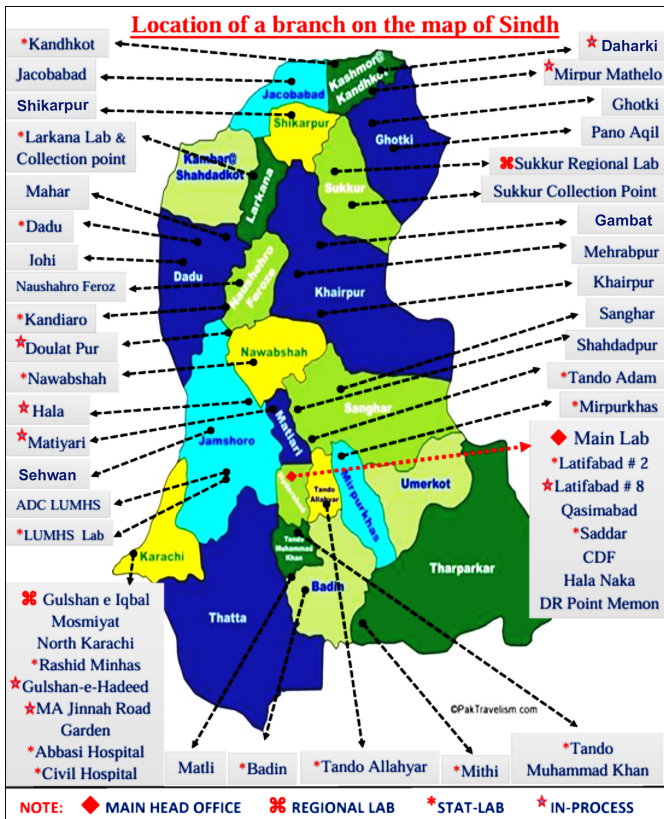 Location of a branch on the map of Sindh
*Kandhkot
Jacobabad
Shikarpur
*Larkana Lab &
Collection point
Mahar
*Dadu
Johi
Naushahro Feroz
*Kandiaro
☆Doulat Pur
*Nawabshah
☆Hala
☆Matiyari
Sehwan
ADC LUMHS
*LUMHS Lab
⌘ Gulshan e Iqbal
Mosmiyat
North Karachi
*Rashid Minhas
☆Gulshan-e-Hadeed
☆MA Jinnah Road
Garden
*Abbasi Hospital
*Civil Hospital
Jacobabad
Kashmor@
Kandhkot
Shikarpur
Ghotki
Kambar@
Shahdadkot
Larkana
Sukkur
Dadu
Naushehro
Feroze
Khairpur
Nawabshah
Matiari
Sanghar
Jamshoro
Tando
Allahyar
Mirpurkhas
Umerkot
Karachi
Tando
Muhammad
Khan
Badin
Tharparkar
Thatta
☆ Daharki
☆Mirpur Mathelo
Ghotki
Pano Aqil
⌘Sukkur Regional Lab
Sukkur Collection Point
Gambat
Mehrabpur
Khairpur
Sanghar
Shahdadpur
*Tando Adam
*Mirpurkhas
◆ Main Lab
*Latifabad # 2
☆Latifabad # 8
Qasimabad
*Saddar
CDF
Hala Naka
DR Point Memon
©PakTravelism.com
Matli
*Badin
*Tando Allahyar
*Mithi
*Tando
Muhammad Khan
NOTE: ◆ MAIN HEAD OFFICE ⌘ REGIONAL LAB *STAT-LAB ☆IN-PROCESS